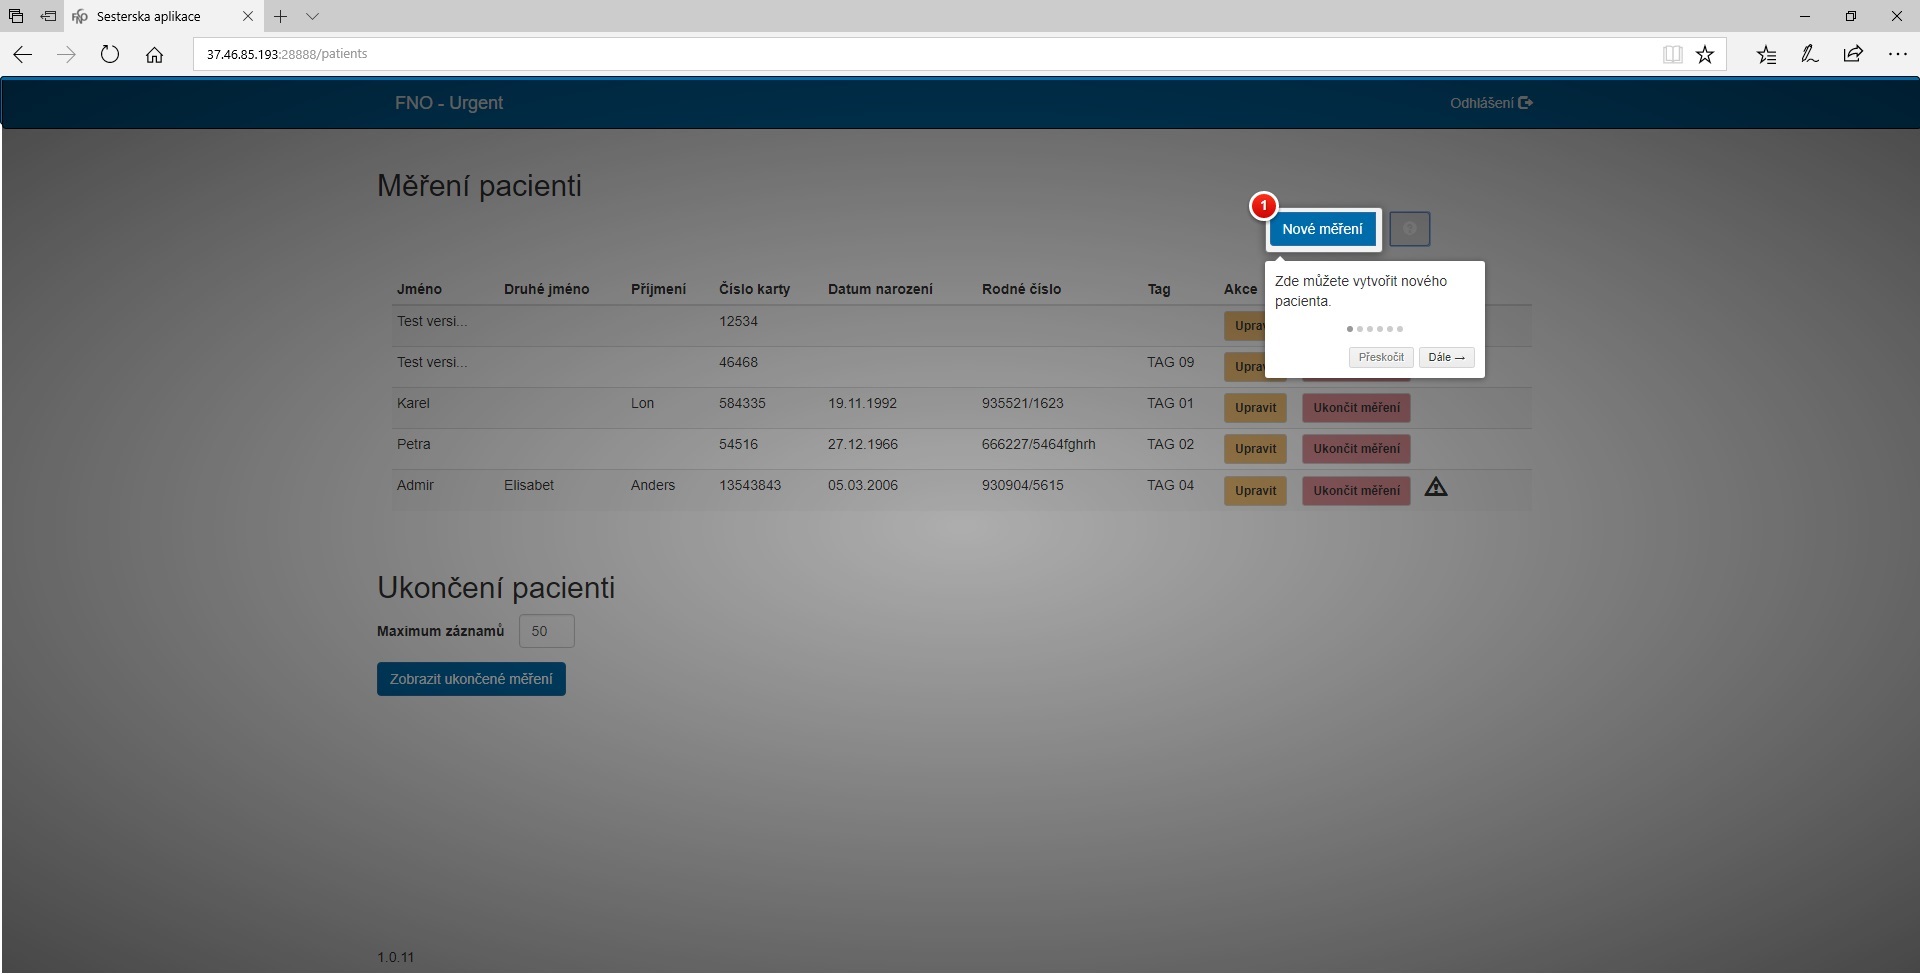 Sesterska aplikace
37.46.85.193:28888/patients
FNO - Urgent
Odhlášení
Měření pacienti
1
Nové měření
Zde můžete vytvořit nového
pacienta.
Přeskočit Dále →
Jméno Druhé jméno Příjmení Číslo karty Datum narození Rodné číslo Tag Akce
Test versi... 12534
Test versi... 46468 TAG 09
Karel Lon 584335 19.11.1992 935521/1623 TAG 01 Upravit Ukončit měření
Petra 54516 27.12.1966 666227/5464fghrh TAG 02 Upravit Ukončit měření
Admir Elisabet Anders 13543843 05.03.2006 930904/5615 TAG 04 Upravit Ukončit měření
Ukončení pacienti
Maximum záznamů 50
Zobrazit ukončené měření
1.0.11